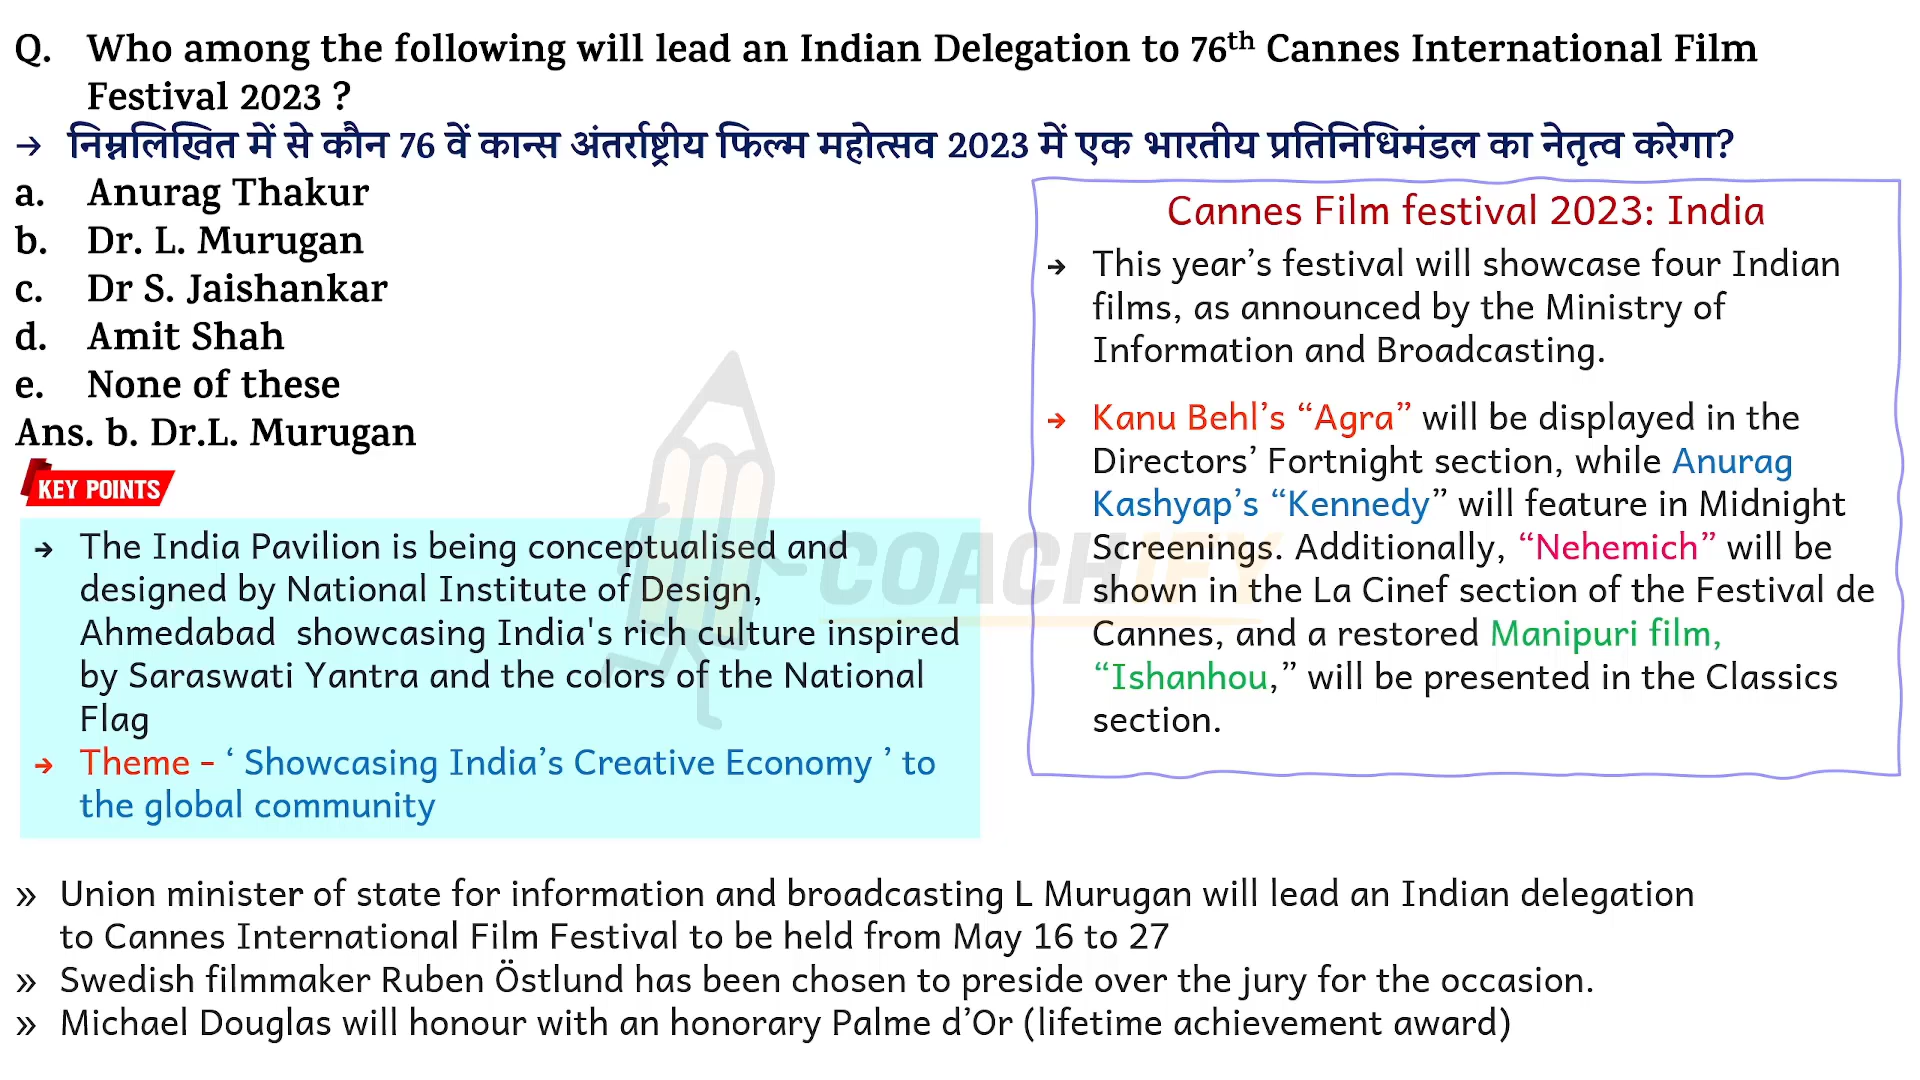 Q. Who among the following will lead an Indian Delegation to 76th Cannes International Film
Festival 2023 ?
→ निम्नलिखित में से कौन 76 वें कान्स अंतर्राष्ट्रीय फिल्म महोत्सव 2023 में एक भारतीय प्रतिनिधिमंडल का नेतृत्व करेगा?
a. Anurag Thakur
b. Dr. L. Murugan
c. Dr S. Jaishankar
d. Amit Shah
e. None of these
Ans. b. Dr.L. Murugan
KEY POINTS
→ The India Pavilion is being conceptualised and
designed by National Institute of Design,
Ahmedabad showcasing India's rich culture inspired
by Saraswati Yantra and the colors of the National
Flag
→ Theme - ‘ Showcasing India’s Creative Economy ’ to
the global community
Cannes Film festival 2023: India
→ This year’s festival will showcase four Indian
films, as announced by the Ministry of
Information and Broadcasting.
→ Kanu Behl’s “Agra” will be displayed in the
Directors’ Fortnight section, while Anurag
Kashyap’s “Kennedy” will feature in Midnight
Screenings. Additionally, “Nehemich” will be
shown in the La Cinef section of the Festival de
Cannes, and a restored Manipuri film,
“Ishanhou,” will be presented in the Classics
section.
COACHIFY
» Union minister of state for information and broadcasting L Murugan will lead an Indian delegation
to Cannes International Film Festival to be held from May 16 to 27
» Swedish filmmaker Ruben Östlund has been chosen to preside over the jury for the occasion.
» Michael Douglas will honour with an honorary Palme d’Or (lifetime achievement award)